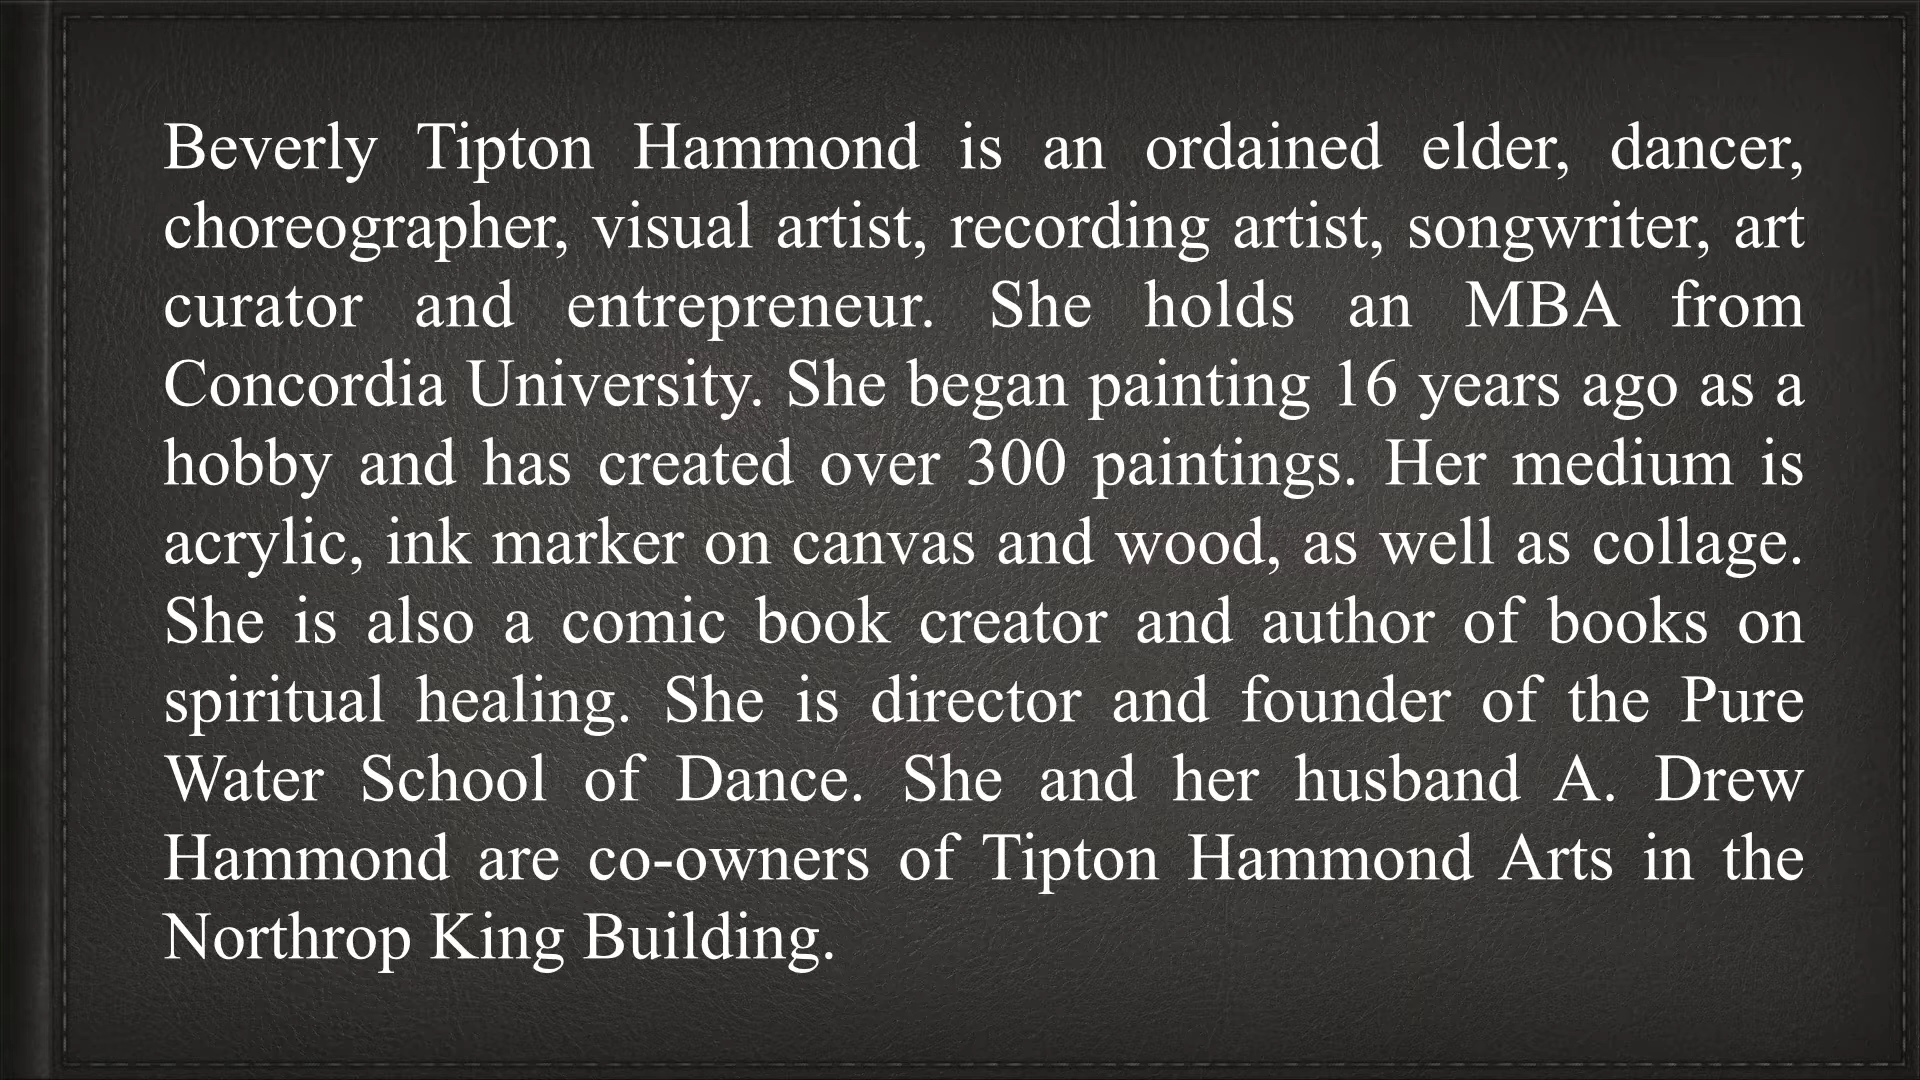 Beverly Tipton Hammond is an ordained elder, dancer,
choreographer, visual artist, recording artist, songwriter, art
curator and entrepreneur. She holds an MBA from
Concordia University. She began painting 16 years ago as a
hobby and has created over 300 paintings. Her medium is
acrylic, ink marker on canvas and wood, as well as collage.
She is also a comic book creator and author of books on
spiritual healing. She is director and founder of the Pure
Water School of Dance. She and her husband A. Drew
Hammond are co-owners of Tipton Hammond Arts in the
Northrop King Building.